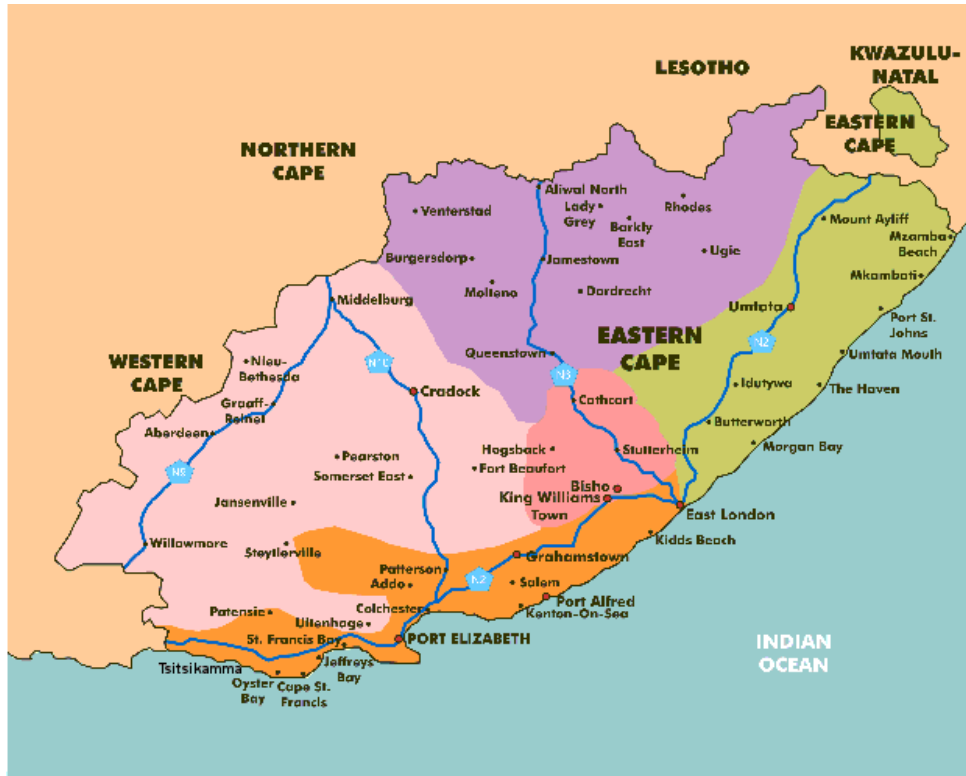 KWAZULU-
NATAL
LESOTHO
EASTERN
CAPE
NORTHERN
CAPE
Aliwal North
Lady
Grey
Rhodes
Venterstad
Barkly
East
Mount Ayliff
Mzamba
Beach
Burgersdorp
Jamestown
Ugie
Mkambati
Molteno
Dordrecht
Middelburg
Umtata
Port St.
Johns
EASTERN
CAPE
N2
WESTERN
CAPE
Nieu-
Bethesda
N10
Queenstown
Umtata Mouth
N6
Idutywa
The Haven
Cradock
Graaff-
Reinet
Cathcart
Aberdeen
Butterworth
Morgan Bay
Pearston
Hogsback
Stutterheim
Somerset East
Fort Beaufort
N9
Bisho
King Williams
Town
Jansenville
East London
Kidds Beach
Willowmore
Steytlerville
Grahamstown
Patterson
N2
Addo
Salem
Port Alfred
Kenton-On-Sea
Patensie
Colchester
Uitenhage
St. Francis Bay
PORT ELIZABETH
INDIAN
OCEAN
Tsitsikamma
Jeffreys
Bay
Oyster
Bay
Cape St.
Francis